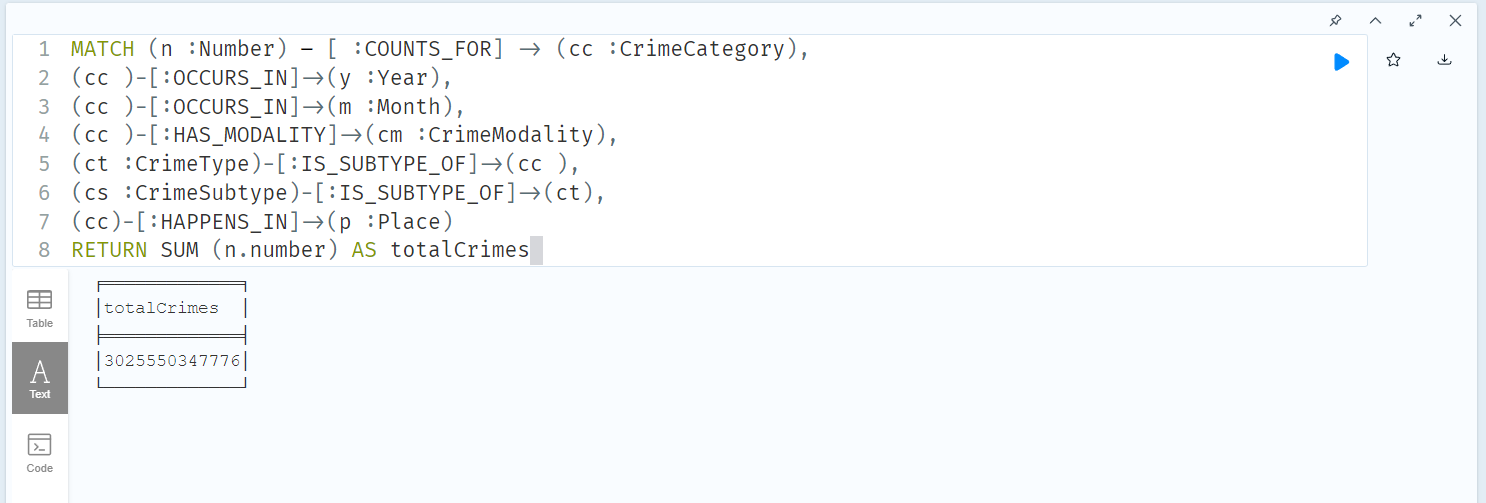 1 MATCH (n :Number) – [ :COUNTS_FOR] → (cc :CrimeCategory),
2 (cc )-[:OCCURS_IN]→(y :Year),
3 (cc )-[:OCCURS_IN]→(m :Month),
4 (cc )-[:HAS_MODALITY]→(cm :CrimeModality),
5 (ct :CrimeType)-[:IS_SUBTYPE_OF]→(cc ),
6 (cs :CrimeSubtype)-[:IS_SUBTYPE_OF]→(ct),
7 (cc)-[:HAPPENS_IN]→(p :Place)
8 RETURN SUM (n.number) AS totalCrimes
Table
A
Text
Code
totalCrimes
3025550347776